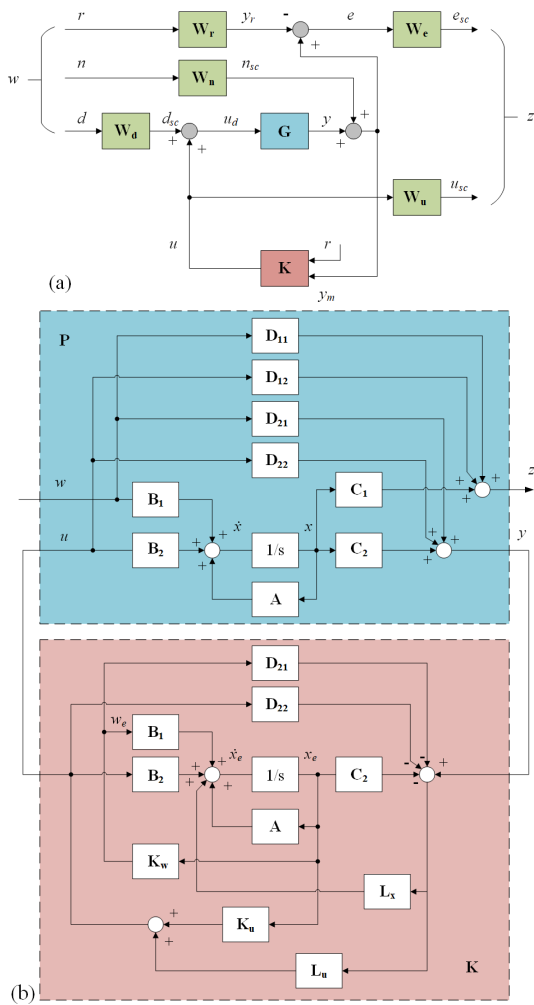 r W_r y_r - e W_e e_sc
+
w n W_n n_sc z
d W_d d_sc + u_d G y + +
+
W_u u_sc
u r
K
(a) y_m
P D_11
D_12
D_21
D_22
w B_1 ẋ x C_1 + + + z
u B_2 + + + 1/s C_2 + + + y
A
D_21
D_22
w_e B_1 ẋ_e x_e - - +
B_2 + + + + 1/s C_2 -
A
K_w
L_x
+ K_u
+
L_u K
(b)